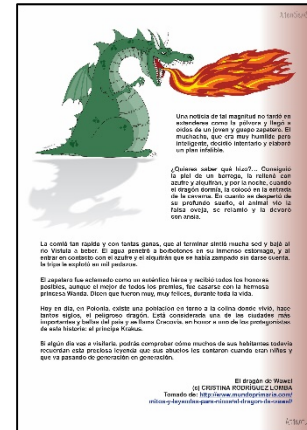 Una noticia de tal magnitud no tardó en
extenderse como la pólvora y llegó a
oídos de un joven y guapo zapatero. El
muchacho, que era muy humilde pero
inteligente, decidió intentarlo y elaboró
un plan infalible.
¿Quieres saber qué hizo?... Consiguió
la piel de un borrego, la rellenó con
azufre y alquitrán, y por la noche, cuando
el dragón dormía, la colocó en la entrada
de la caverna. En cuanto se despertó de
su profundo sueño, el animal vio la
falsa oveja, se relamió y la devoró
con ansia.
La comió tan rápido y con tantas ganas, que al terminar sintió mucha sed y bajó al
río Vístula a beber. El agua penetró a borbotones en su inmenso estómago, y al
entrar en contacto con el azufre y el alquitrán que se había zampado sin darse cuenta,
la tripa le explotó en mil pedazos.
El zapatero fue aclamado como un auténtico héroe y recibió todos los honores
posibles, aunque el mejor de todos los premios, fue casarse con la hermosa
princesa Wanda. Dicen que fueron muy, muy felices, durante toda la vida.
Hoy en día, en Polonia, existe una población en torno a la colina donde vivió, hace
tantos siglos, el peligroso dragón. Está considerada una de las ciudades más
importantes y bellas del país y se llama Cracovia, en honor a uno de los protagonistas
de esta historia: el príncipe Krakus.
Si algún día vas a visitarla, podrás comprobar cómo muchos de sus habitantes todavía
recuerdan esta preciosa leyenda que sus abuelos les contaron cuando eran niños y
que va pasando de generación en generación.
El dragón de Wawel
(c) CRISTINA RODRÍGUEZ LOMBA
Tomado de: http://www.mundoprimaria.com/
mitos-y-leyendas-para-ninos/el-dragon-de-wawel/